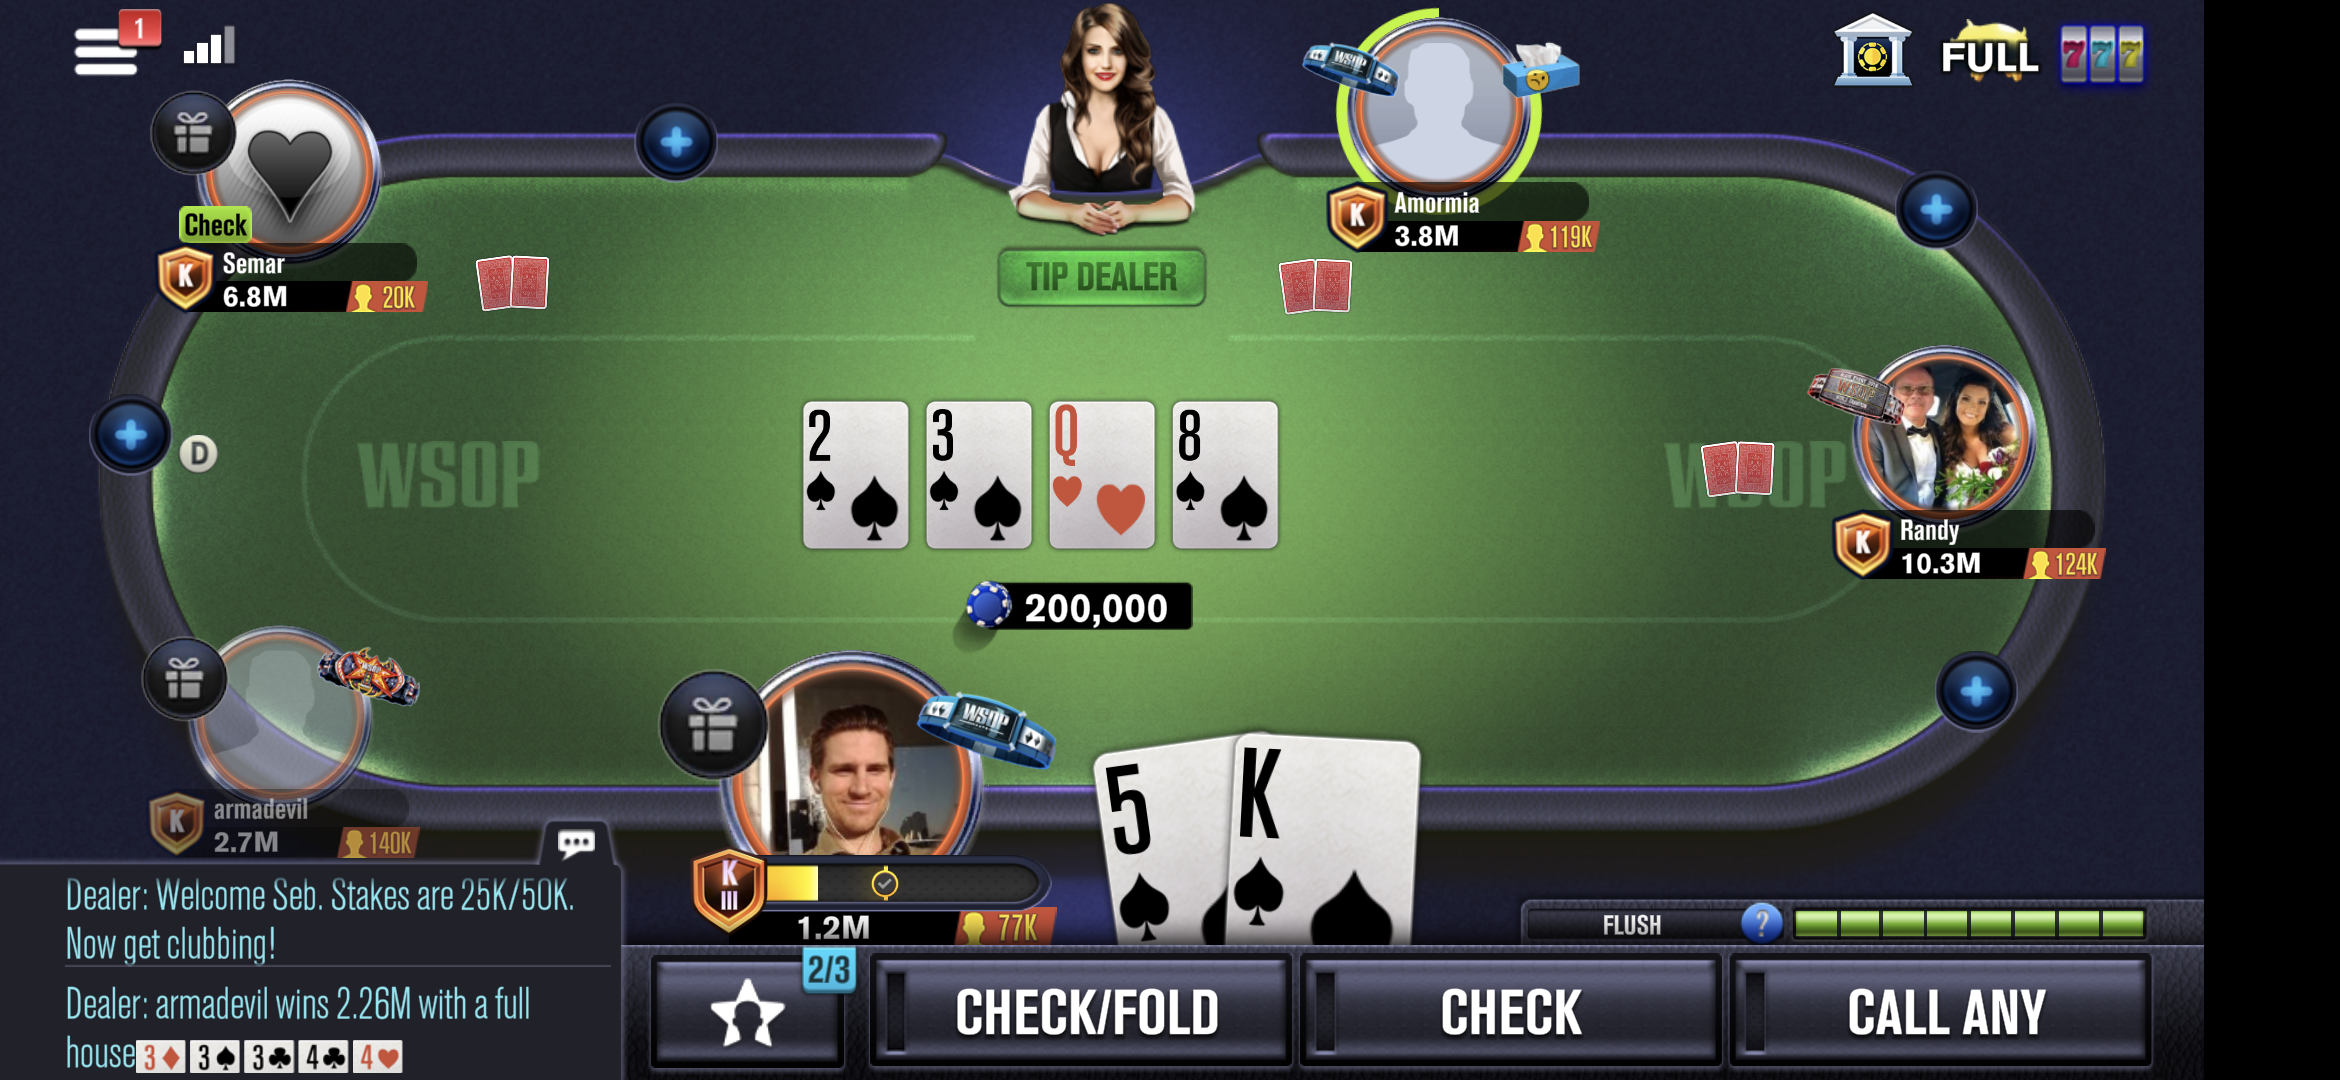 1
FULL
777
WSOP
Check
K
Semar
6.8M
20K
K
Amormia
3.8M
119K
TIP DEALER
D
WSOP
2
3
Q
8
WSOP
K
Randy
10.3M
124K
200,000
K
armadevil
2.7M
140K
WSOP
5
K
K
III
1.2M
77K
Dealer: Welcome Seb. Stakes are 25K/50K.
Now get clubbing!
Dealer: armadevil wins 2.26M with a full
house 3♦ 3♠ 3♣ 4♣ 4♥
FLUSH ?
2/3
CHECK/FOLD
CHECK
CALL ANY